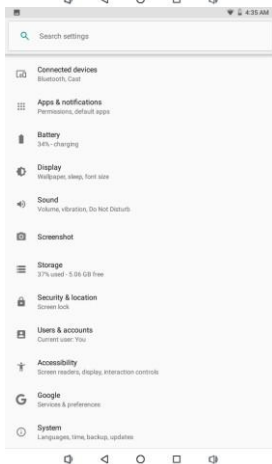 4:35 AM
Search settings
Connected devices
Bluetooth, Cast
Apps & notifications
Permissions, default apps
Battery
34% - charging
Display
Wallpaper, sleep, font size
Sound
Volume, vibration, Do Not Disturb
Screenshot
Storage
37% used - 5.06 GB free
Security & location
Screen lock
Users & accounts
Current user: You
Accessibility
Screen readers, display, interaction controls
Google
Services & preferences
System
Languages, time, backup, updates